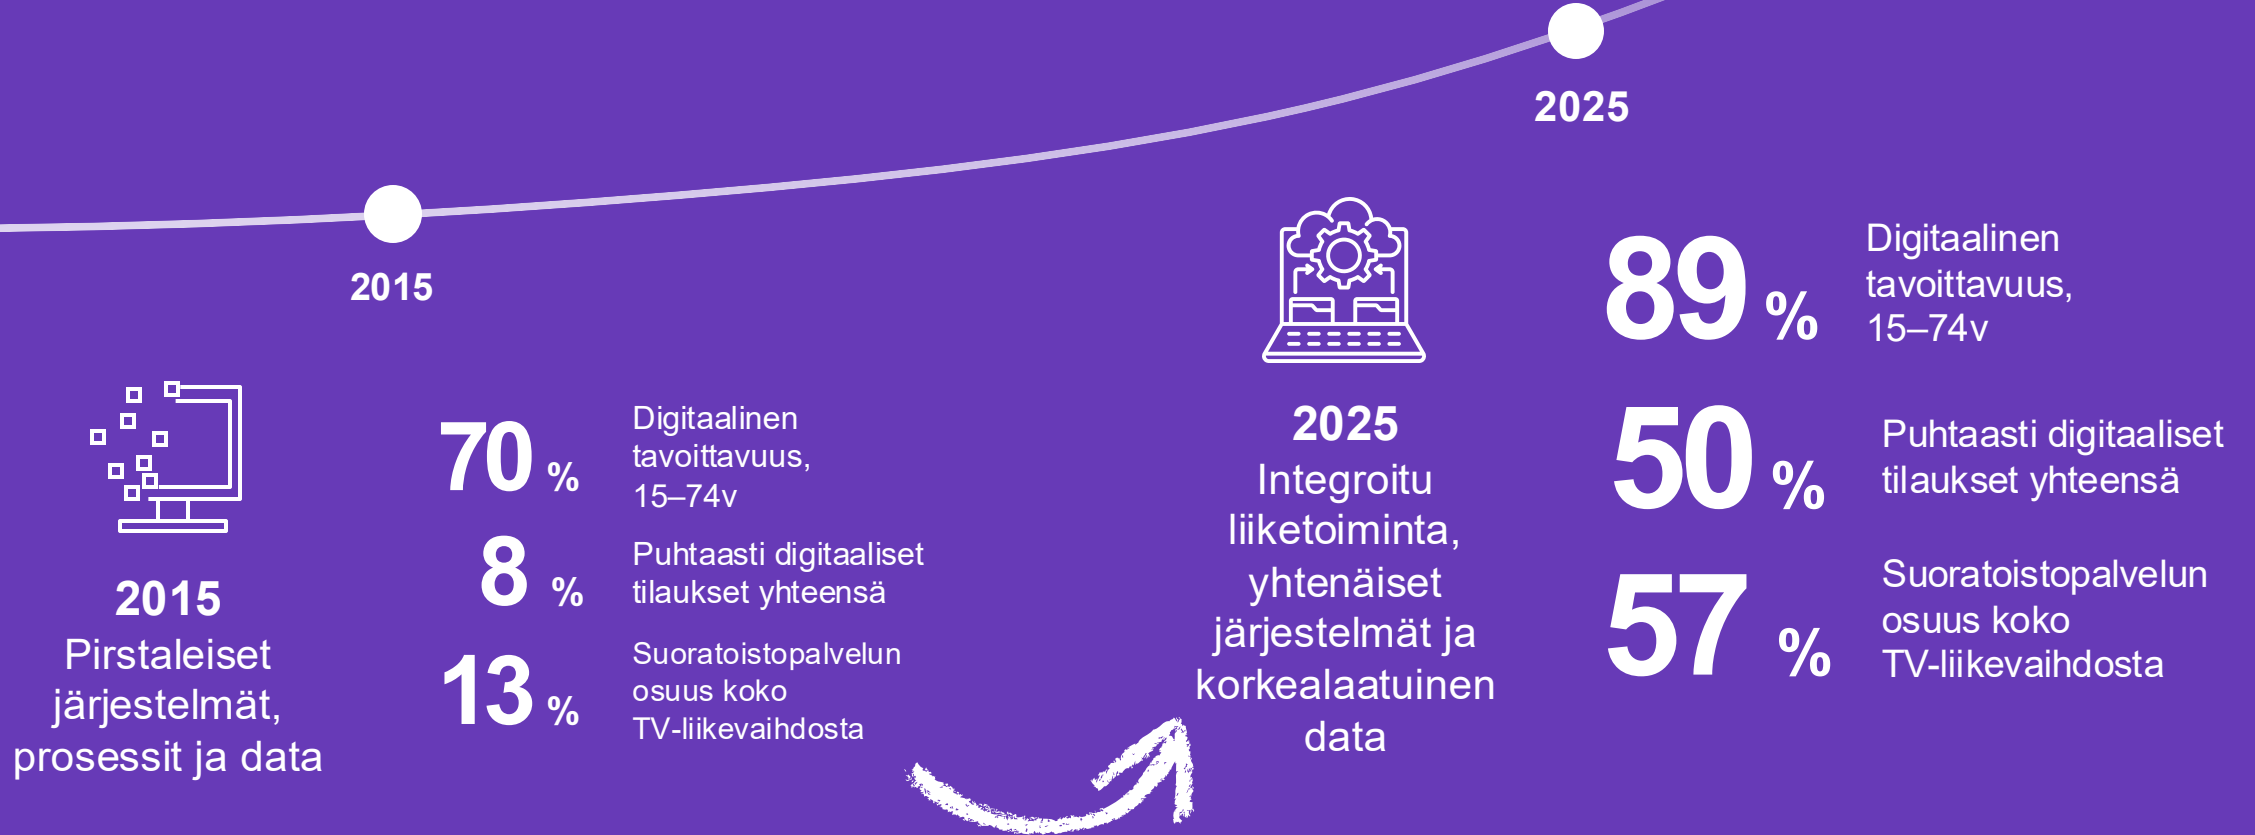 2015
2015
Pirstaleiset
järjestelmät,
prosessit ja data
70 %
Digitaalinen
tavoittavuus,
15–74v
8 %
Puhtaasti digitaaliset
tilaukset yhteensä
13 %
Suoratoistopalvelun
osuus koko
TV-liikevaihdosta
2025
2025
Integroitu
liiketoiminta,
yhtenäiset
järjestelmät ja
korkealaatuinen
data
89 %
Digitaalinen
tavoittavuus,
15–74v
50 %
Puhtaasti digitaaliset
tilaukset yhteensä
57 %
Suoratoistopalvelun
osuus koko
TV-liikevaihdosta